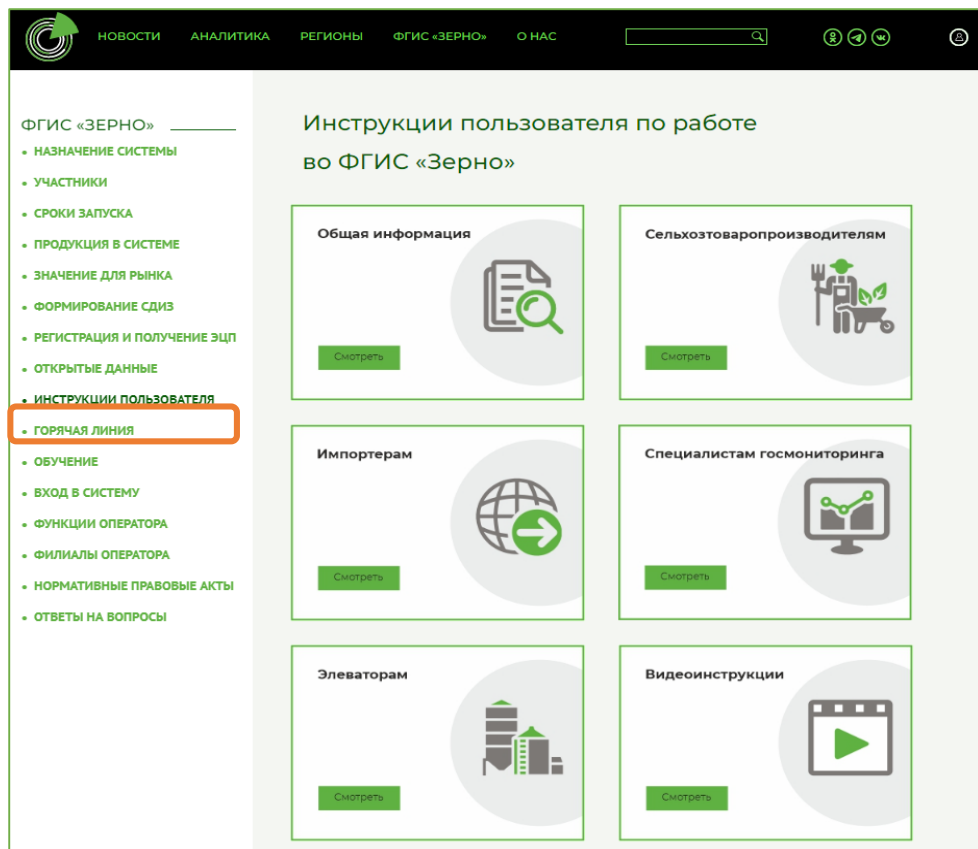 НОВОСТИ АНАЛИТИКА РЕГИОНЫ ФГИС «ЗЕРНО» О НАС
ФГИС «ЗЕРНО»
• НАЗНАЧЕНИЕ СИСТЕМЫ
• УЧАСТНИКИ
• СРОКИ ЗАПУСКА
• ПРОДУКЦИЯ В СИСТЕМЕ
• ЗНАЧЕНИЕ ДЛЯ РЫНКА
• ФОРМИРОВАНИЕ СДИЗ
• РЕГИСТРАЦИЯ И ПОЛУЧЕНИЕ ЭЦП
• ОТКРЫТЫЕ ДАННЫЕ
• ИНСТРУКЦИИ ПОЛЬЗОВАТЕЛЯ
• ГОРЯЧАЯ ЛИНИЯ
• ОБУЧЕНИЕ
• ВХОД В СИСТЕМУ
• ФУНКЦИИ ОПЕРАТОРА
• ФИЛИАЛЫ ОПЕРАТОРА
• НОРМАТИВНЫЕ ПРАВОВЫЕ АКТЫ
• ОТВЕТЫ НА ВОПРОСЫ
Инструкции пользователя по работе
во ФГИС «Зерно»
Общая информация
Смотреть
Сельхозтоваропроизводителям
Смотреть
Импортерам
Смотреть
Специалистам госмониторинга
Смотреть
Элеваторам
Смотреть
Видеоинструкции
Смотреть